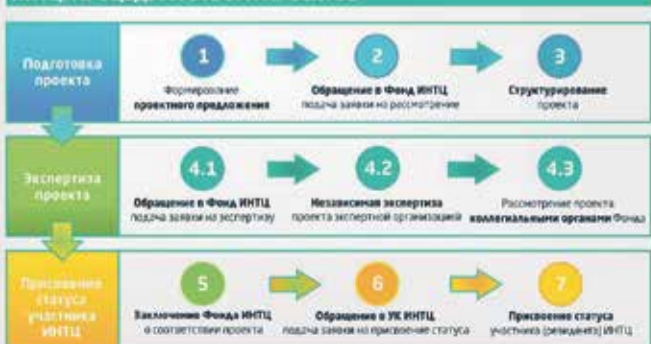 Подготовка
проекта
1
Формирование
проектного предложения
2
Обращение в Фонд ИНТЦ
подача заявки на рассмотрение
3
Структурирование
проекта
Экспертиза
проекта
4.1
Обращение в Фонд ИНТЦ
подача заявки на экспертизу
4.2
Независимая экспертиза
проекта экспертной организацией
4.3
Рассмотрение проекта
коллегиальными органами Фонда
Присвоение
статуса
участника
ИНТЦ
5
Заключение Фонда ИНТЦ
о соответствии проекта
6
Обращение в УК ИНТЦ
подача заявки на присвоение статуса
7
Присвоение статуса
участника (резидента) ИНТЦ